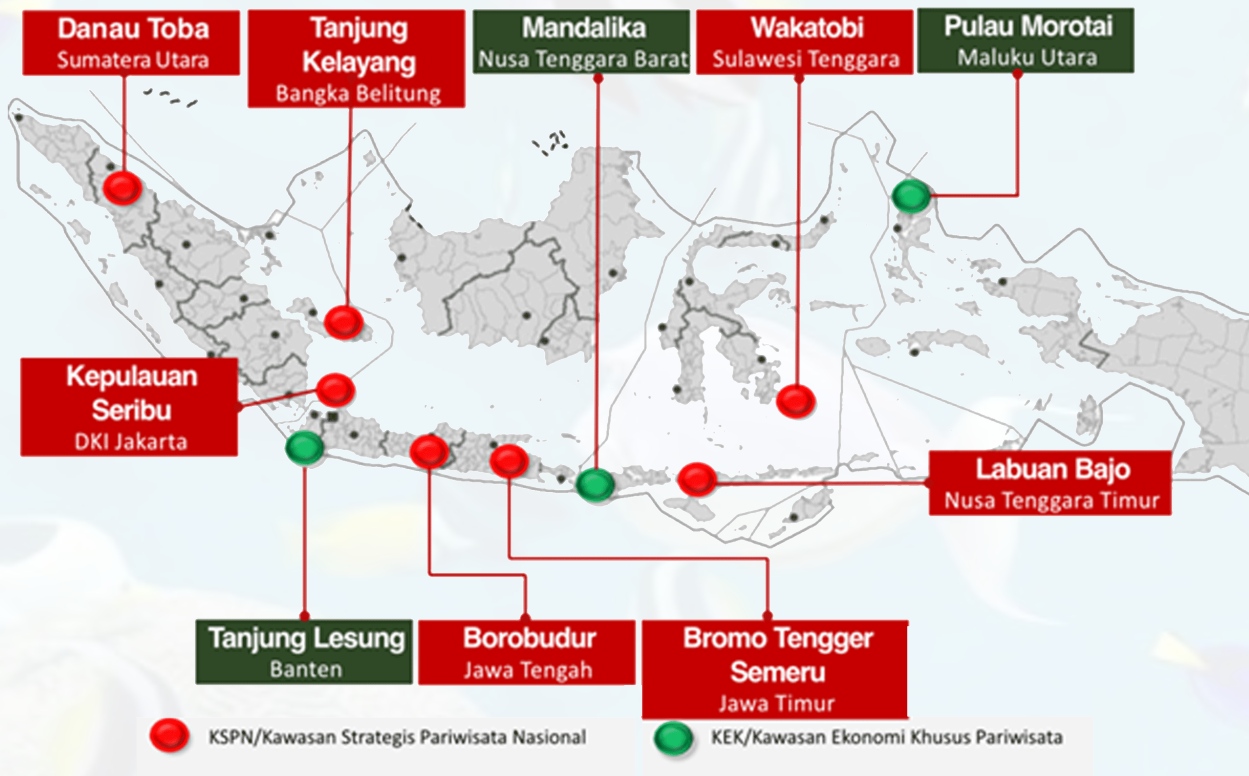 Danau Toba
Sumatera Utara
Tanjung
Kelayang
Bangka Belitung
Mandalika
Nusa Tenggara Barat
Wakatobi
Sulawesi Tenggara
Pulau Morotai
Maluku Utara
Kepulauan
Seribu
DKI Jakarta
Labuan Bajo
Nusa Tenggara Timur
Tanjung Lesung
Banten
Borobudur
Jawa Tengah
Bromo Tengger
Semeru
Jawa Timur
KSPN/Kawasan Strategis Pariwisata Nasional
KEK/Kawasan Ekonomi Khusus Pariwisata